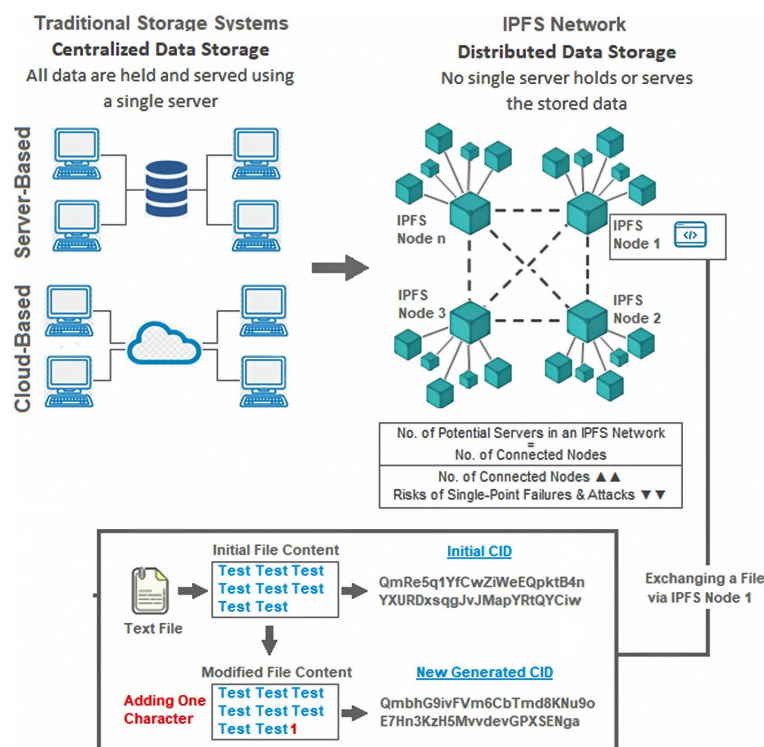 Traditional Storage Systems
Centralized Data Storage
All data are held and served using
a single server
Server-Based
Cloud-Based
IPFS Network
Distributed Data Storage
No single server holds or serves
the stored data
IPFS
Node n
IPFS
Node 1
</>
IPFS
Node 3
IPFS
Node 2
No. of Potential Servers in an IPFS Network
=
No. of Connected Nodes
No. of Connected Nodes ▲▲
Risks of Single-Point Failures & Attacks ▼▼
Exchanging a File
via IPFS Node 1
Text File
Initial File Content
Test Test Test
Test Test Test
Test Test
Initial CID
QmRe5q1YfCwZiWeEQpktB4n
YXURDxsqgJvJMapYRtQYCiw
Adding One
Character
Modified File Content
Test Test Test
Test Test Test
Test Test1
New Generated CID
QmbhG9ivFVm6CbTmd8KNu9o
E7Hn3KzH5MvvdevGPXSENga